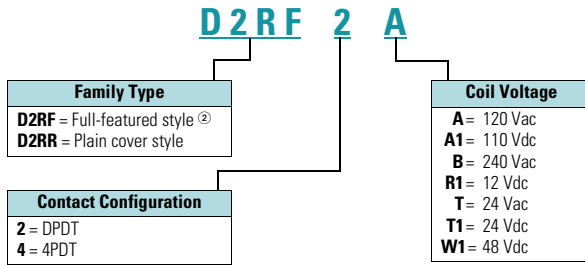 D2RF 2 A
Family Type
D2RF = Full-featured style ②
D2RR = Plain cover style
Contact Configuration
2 = DPDT
4 = 4PDT
Coil Voltage
A = 120 Vac
A1 = 110 Vdc
B = 240 Vac
R1 = 12 Vdc
T = 24 Vac
T1 = 24 Vdc
W1 = 48 Vdc